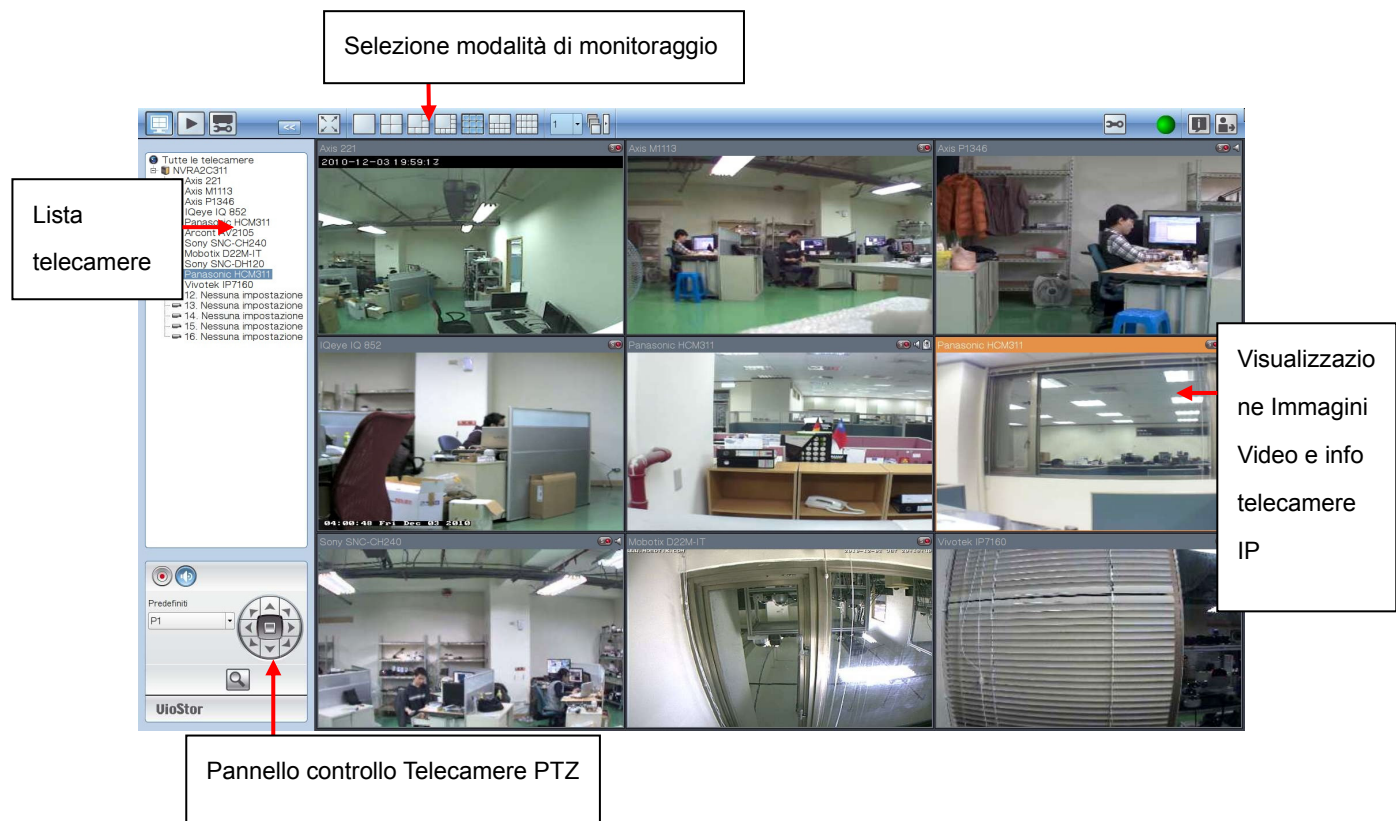 Selezione modalità di monitoraggio
<<
1
Tutte le telecamere
NVRA2C311
Axis 221
Axis M1113
Axis P1346
IQeye IQ 852
Panasonic HCM311
Arcont AV2105
Sony SNC-CH240
Mobotix D22M-IT
Sony SNC-DH120
Panasonic HCM311
Vivotek IP7160
12. Nessuna impostazione
13. Nessuna impostazione
14. Nessuna impostazione
15. Nessuna impostazione
16. Nessuna impostazione
Lista
telecamere
Axis 221
2010-12-03 19:59:12
Axis M1113
Axis P1346
IQeye IQ 852
04:00:48 Fri Dec 03 2010
Panasonic HCM311
Panasonic HCM311
Visualizzazio
ne Immagini
Video e info
telecamere
IP
Sony SNC-CH240
Mobotix D22M-IT
Vivotek IP7160
Predefiniti
P1
VioStor
Pannello controllo Telecamere PTZ